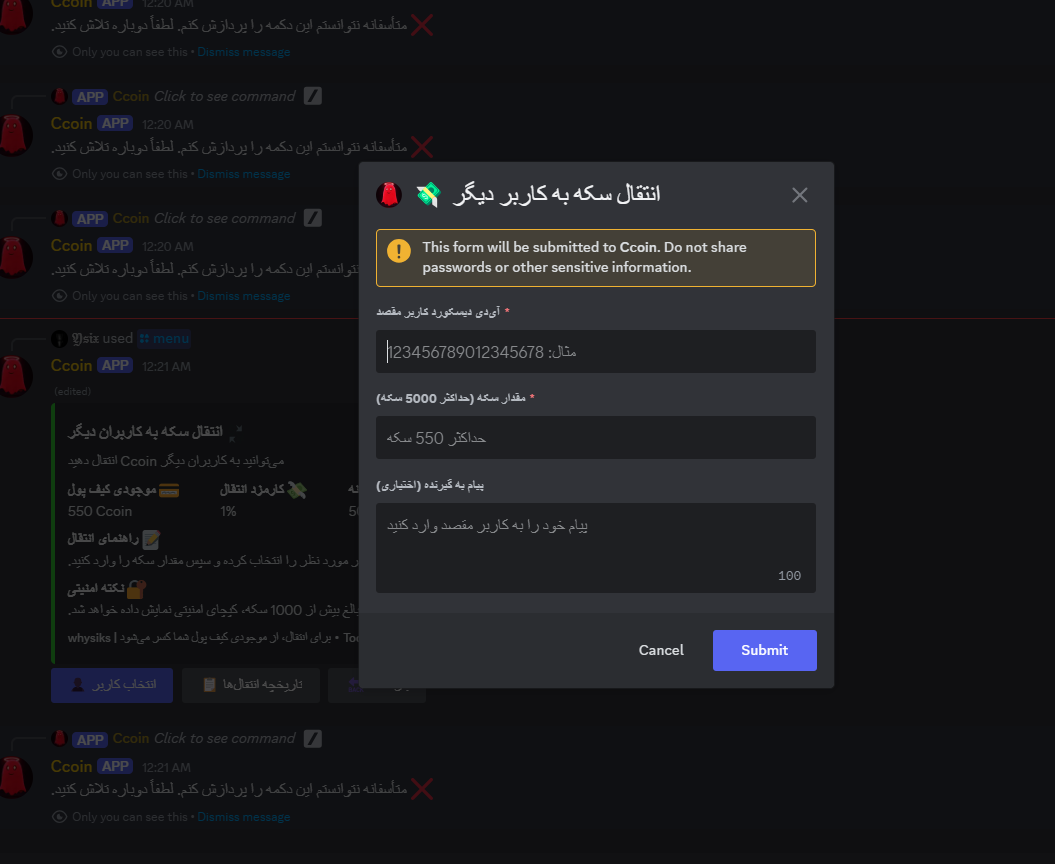 Ccoin APP 12:20 AM
متأسفانه نتوانستم این دکمه را پردازش کنم. لطفاً دوباره تلاش کنید. ❌
Only you can see this • Dismiss message
APP Ccoin Click to see command
Ccoin APP 12:20 AM
متأسفانه نتوانستم این دکمه را پردازش کنم. لطفاً دوباره تلاش کنید. ❌
Only you can see this • Dismiss message
APP Ccoin Click to see command
Ccoin APP 12:20 AM
متأسفانه نتوانستم این دکمه را پردازش کنم. لطفاً
Only you can see this • Dismiss message
used menu
Ccoin APP 12:21 AM
(edited)
انتقال سکه به کاربران دیگر
می‌توانید به کاربران دیگر Ccoin انتقال دهید
موجودی کیف پول 💳
کارمزد انتقال 💸
550 Ccoin
1%
راهنمای انتقال 📝
ر مورد نظر را انتخاب کرده و سپس مقدار سکه را وارد کنید.
نکته امنیتی 🔐
بالغ بیش از 1000 سکه، کپچای امنیتی نمایش داده خواهد شد.
whysiks | برای انتقال، از موجودی کیف پول شما کسر می‌شود •
انتخاب کاربر 👤
تاریخچه انتقال‌ها 📋
APP Ccoin Click to see command
Ccoin APP 12:21 AM
متأسفانه نتوانستم این دکمه را پردازش کنم. لطفاً دوباره تلاش کنید. ❌
Only you can see this • Dismiss message
💸 انتقال سکه به کاربر دیگر
This form will be submitted to Ccoin. Do not share
passwords or other sensitive information.
آی‌دی دیسکورد کاربر مقصد *
مثال: 123456789012345678
مقدار سکه (حداکثر 5000 سکه) *
حداکثر 550 سکه
پیام به گیرنده (اختیاری)
پیام خود را به کاربر مقصد وارد کنید
100
Cancel
Submit